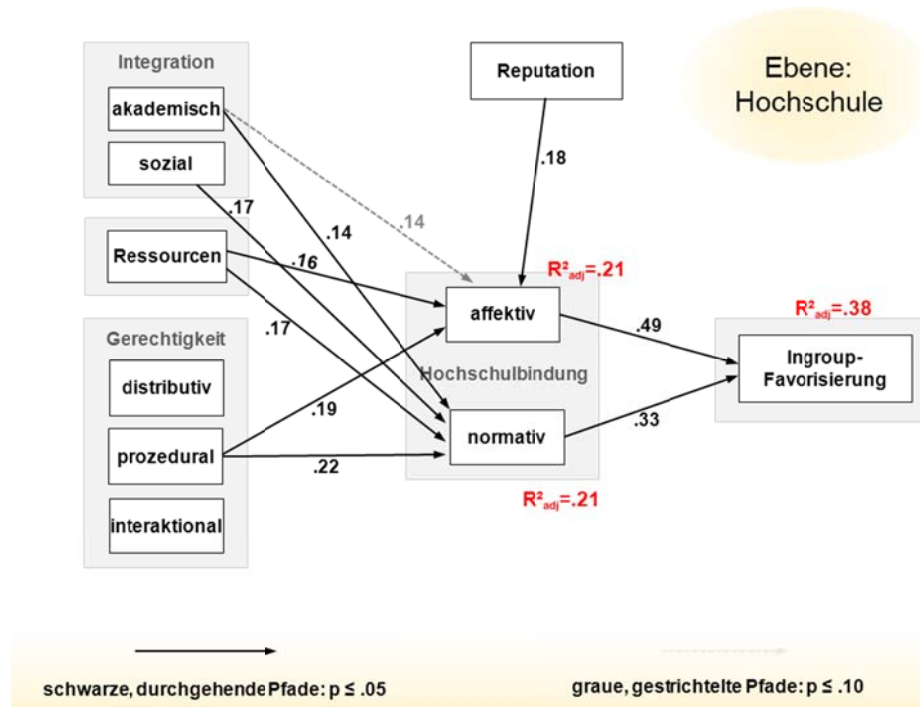 Integration
akademisch
sozial
Ressourcen
Gerechtigkeit
distributiv
prozedural
interaktional
Reputation
Ebene:
Hochschule
.18
.14
.17
.14
.16
.17
.19
.22
R²adj=.21
affektiv
Hochschulbindung
normativ
R²adj=.21
.49
.33
R²adj=.38
Ingroup-
Favorisierung
schwarze, durchgehende Pfade: p ≤ .05
graue, gestrichtelte Pfade: p ≤ .10